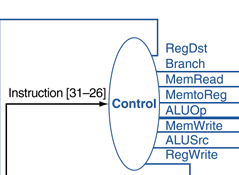 RegDst
Branch
MemRead
Instruction [31–26]
Control
MemtoReg
ALUOp
MemWrite
ALUSrc
RegWrite